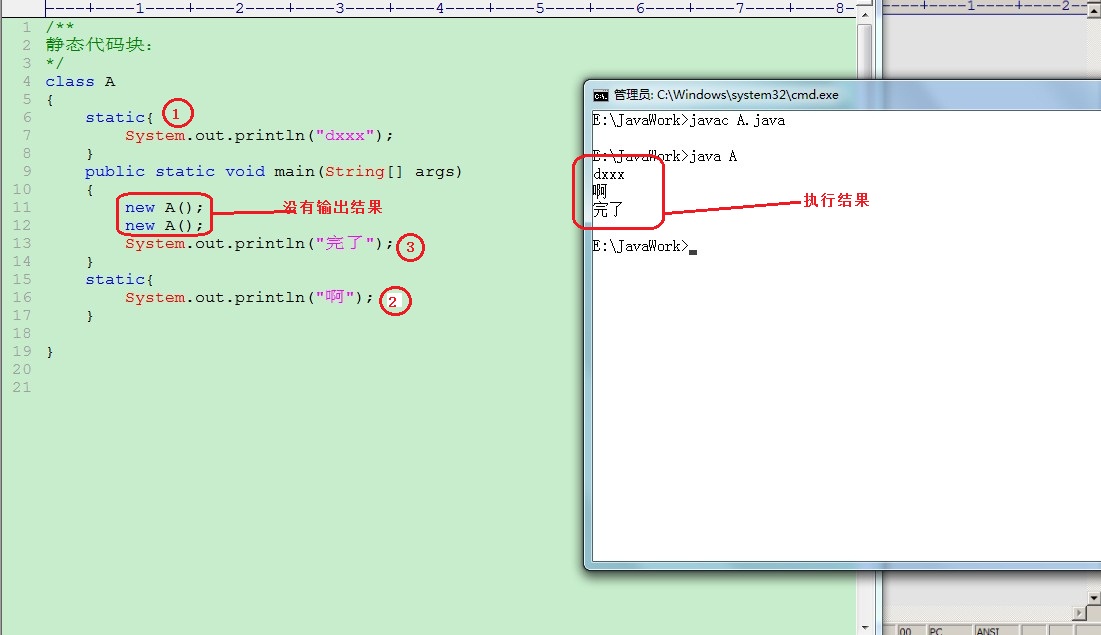 ----+----1----+----2----+----3----+----4----+----5----+----6----+----7----+----8-
----+----1----+----2--
1 /**
2 静态代码块:
3 */
4 class A
5 {
6 static{ 1
7 System.out.println("dxxx");
8 }
9 public static void main(String[] args)
10 {
11 new A(); 没有输出结果
12 new A();
13 System.out.println("完了"); 3
14 }
15 static{
16 System.out.println("啊"); 2
17 }
18
19 }
20
21
管理员: C:\Windows\system32\cmd.exe
E:\JavaWork>javac A.java
E:\JavaWork>java A
dxxx
啊
完了
执行结果
E:\JavaWork>
00 PC ANSI